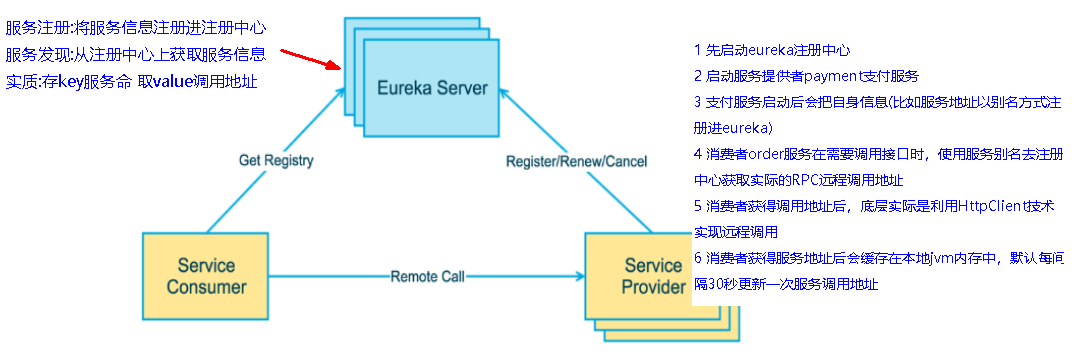 服务注册:将服务信息注册进注册中心
服务发现:从注册中心上获取服务信息
实质:存key服务命 取value调用地址
Eureka Server
Get Registry
Register/Renew/Cancel
Service
Consumer
Remote Call
Service
Provider
1 先启动eureka注册中心
2 启动服务提供者payment支付服务
3 支付服务启动后会把自身信息(比如服务地址以别名方式注
册进eureka)
4 消费者order服务在需要调用接口时，使用服务别名去注册
中心获取实际的RPC远程调用地址
5 消费者获得调用地址后，底层实际是利用HttpClient技术
实现远程调用
6 消费者获得服务地址后会缓存在本地jvm内存中，默认每间
隔30秒更新—次服务调用地址